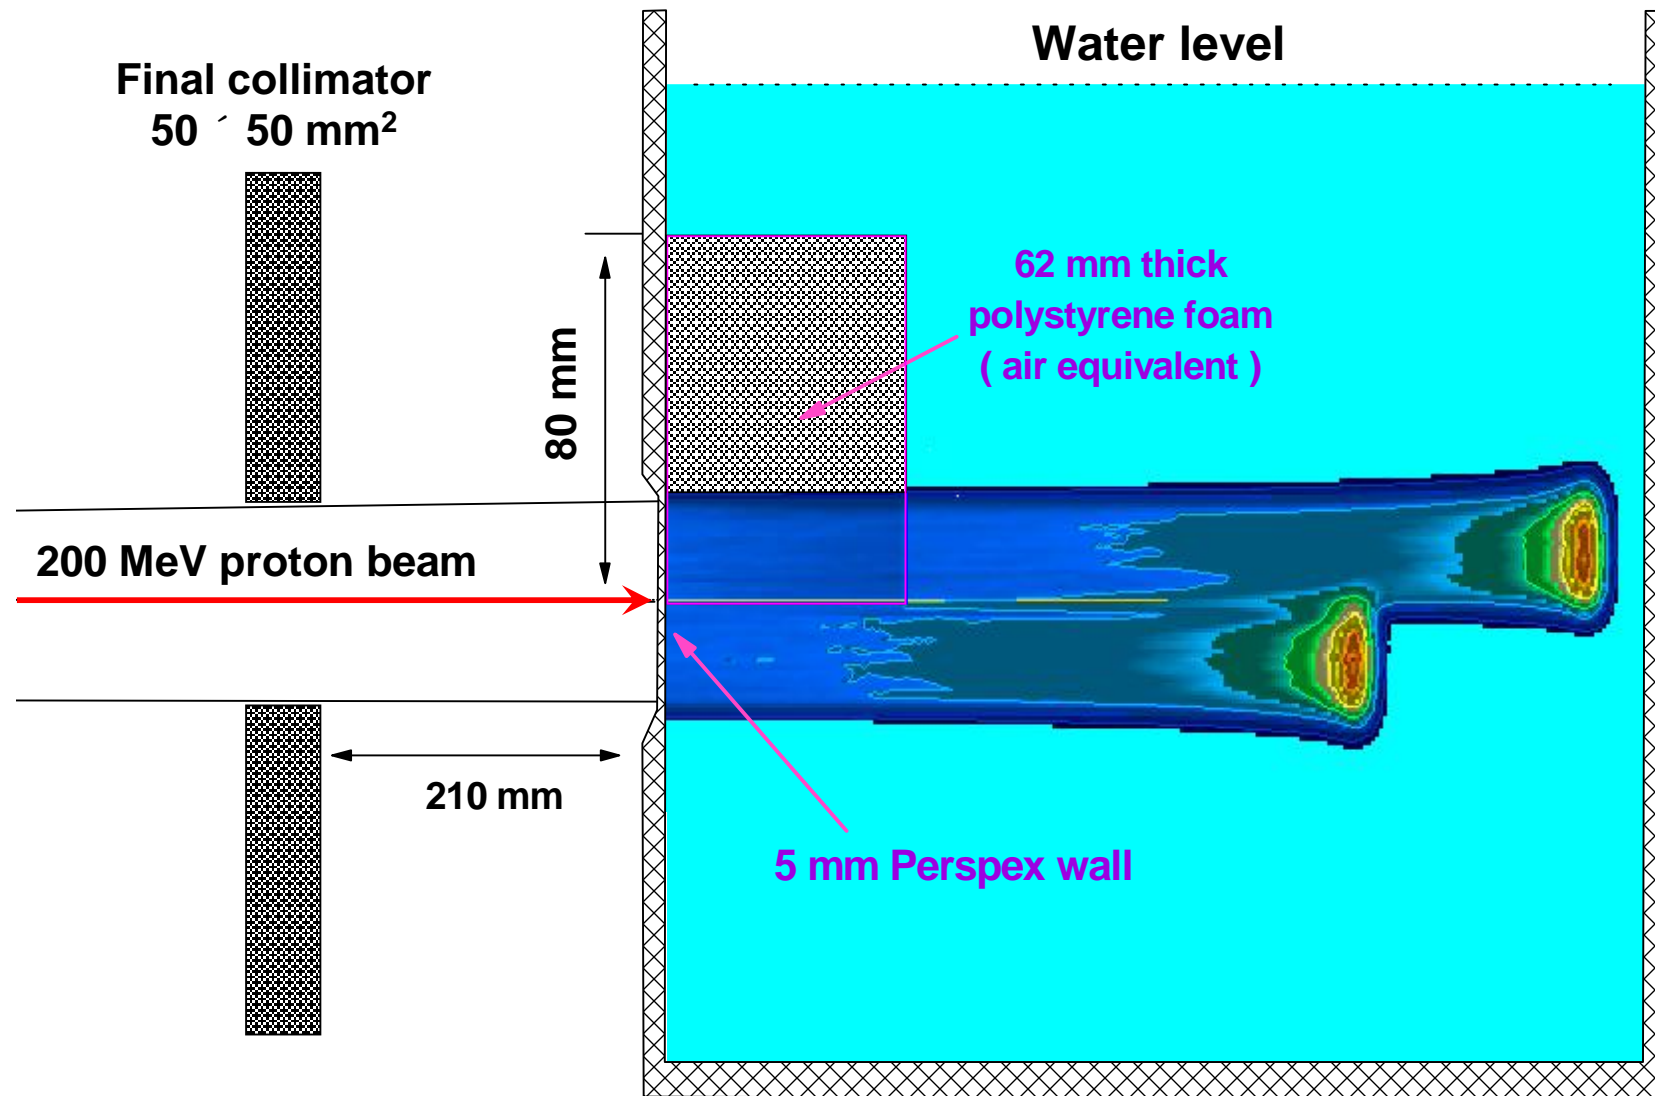 Water level
Final collimator
50 ´ 50 mm²
62 mm thick
polystyrene foam
( air equivalent )
80 mm
200 MeV proton beam
210 mm
5 mm Perspex wall